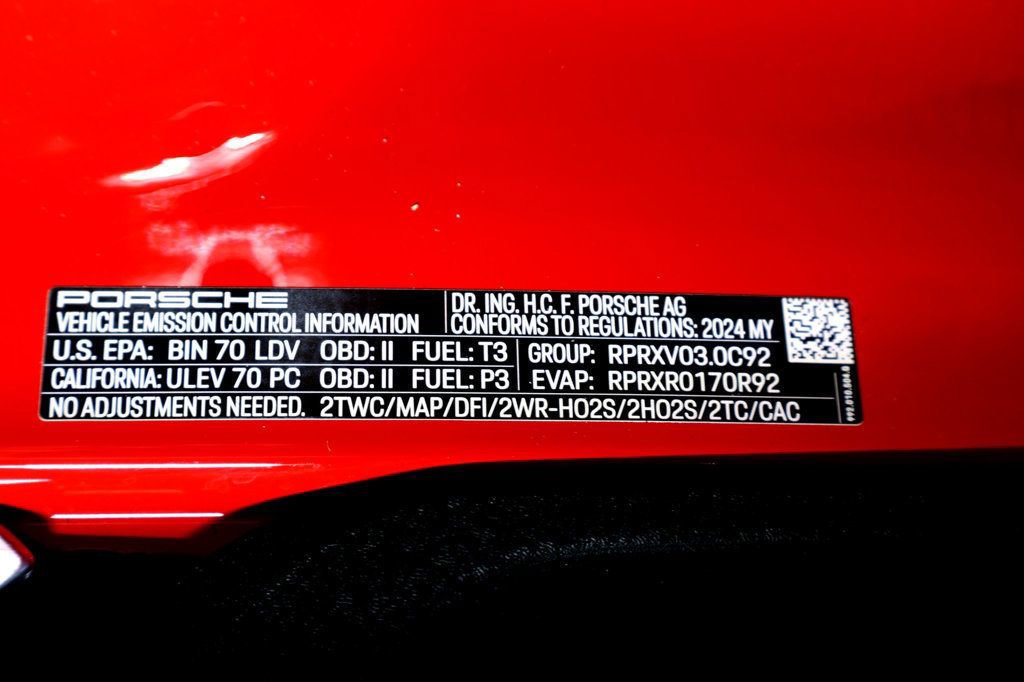 PORSCHE
VEHICLE EMISSION CONTROL INFORMATION
DR. ING. H.C. F. PORSCHE AG
CONFORMS TO REGULATIONS: 2024 MY
U.S. EPA: BIN 70 LDV OBD: II FUEL: T3
CALIFORNIA: ULEV 70 PC OBD: II FUEL: P3
GROUP: RPRXV03.0C92
EVAP: RPRXR0170R92
NO ADJUSTMENTS NEEDED. 2TWC/MAP/DFI/2WR-HO2S/2HO2S/2TC/CAC